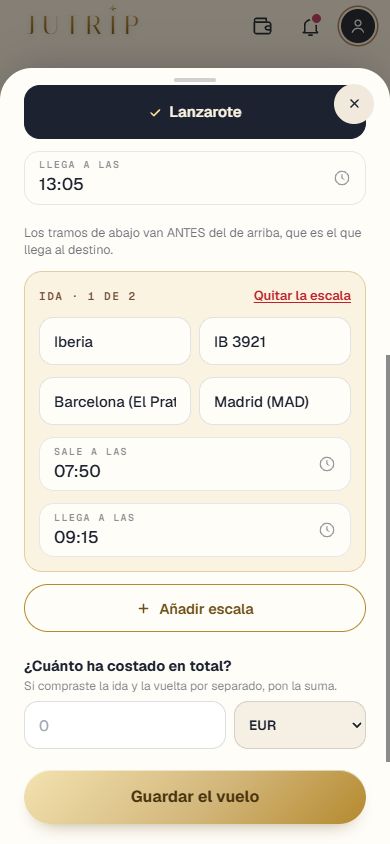 JUTRIP
Lanzarote
LLEGA A LAS
13:05
Los tramos de abajo van ANTES del de arriba, que es el que
llega al destino.
IDA · 1 DE 2
Quitar la escala
Iberia
IB 3921
Barcelona (El Prat
Madrid (MAD)
SALE A LAS
07:50
LLEGA A LAS
09:15
+ Añadir escala
¿Cuánto ha costado en total?
Si compraste la ida y la vuelta por separado, pon la suma.
0
EUR
Guardar el vuelo